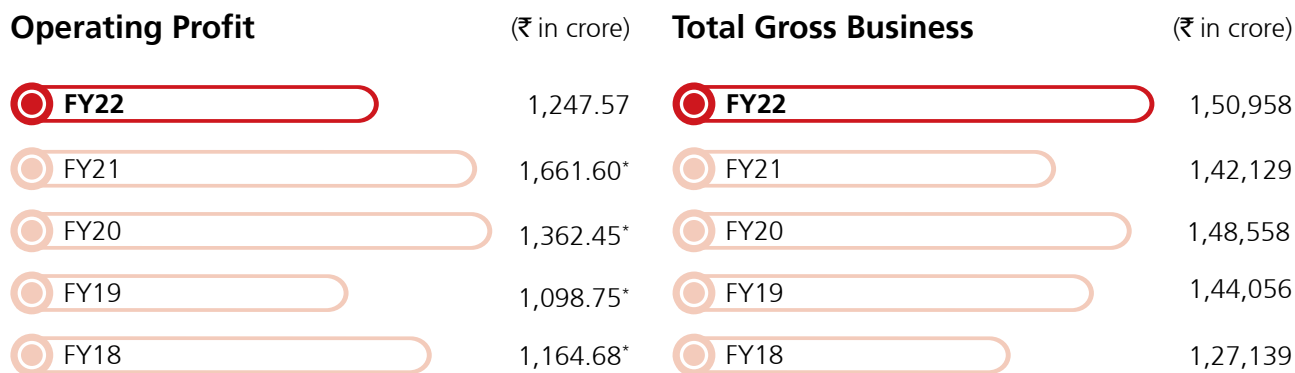 Operating Profit (₹ in crore)
FY22 1,247.57
FY21 1,661.60*
FY20 1,362.45*
FY19 1,098.75*
FY18 1,164.68*
Total Gross Business (₹ in crore)
FY22 1,50,958
FY21 1,42,129
FY20 1,48,558
FY19 1,44,056
FY18 1,27,139